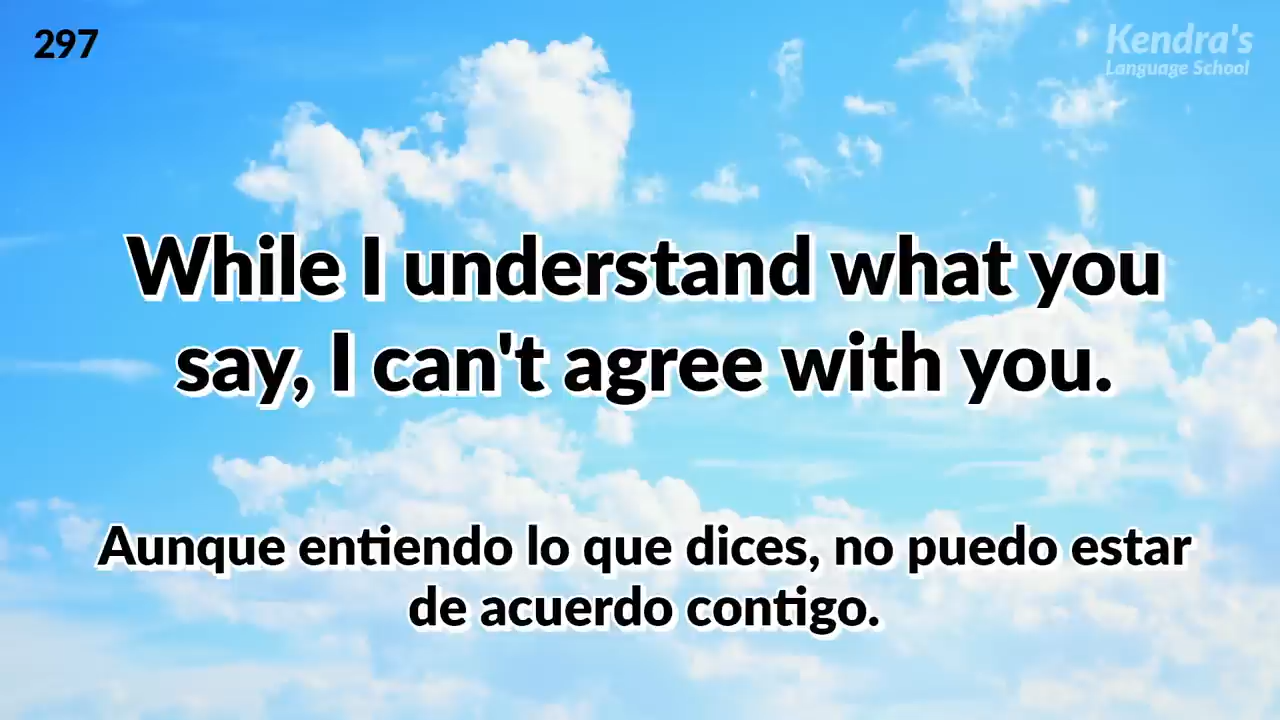 297
Kendra's
Language School
While I understand what you
say, I can't agree with you.
Aunque entiendo lo que dices, no puedo estar
de acuerdo contigo.